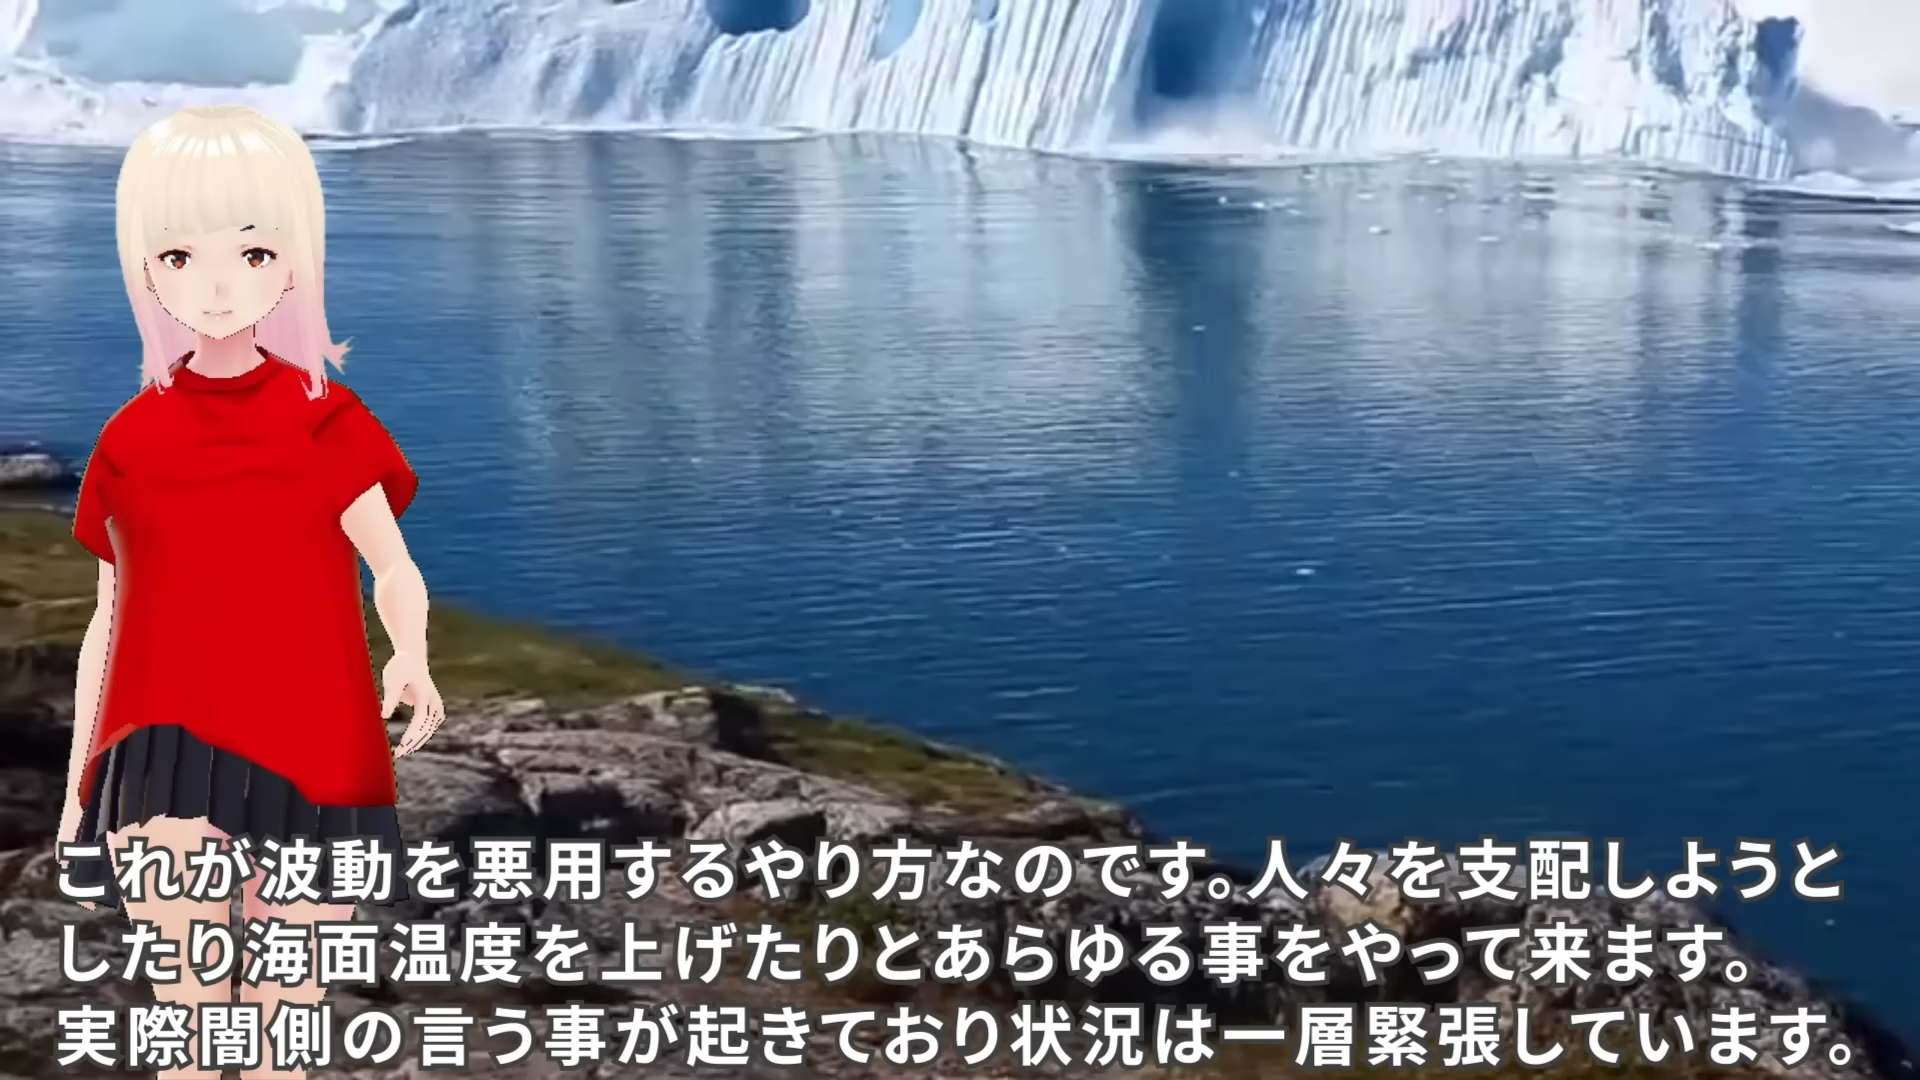 これが波動を悪用するやり方なのです。人々を支配しようと
したり海面温度を上げたりとあらゆる事をやって来ます。
実際闇側の言う事が起きており状況は一層緊張しています。